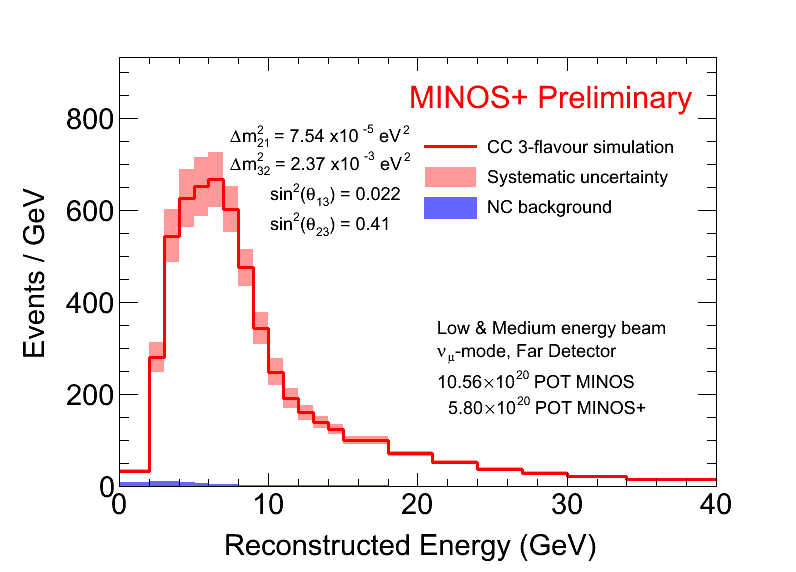 MINOS+ Preliminary
Δm²₂₁ = 7.54 x10⁻⁵ eV²
Δm²₃₂ = 2.37 x10⁻³ eV²
sin²(θ₁₃) = 0.022
sin²(θ₂₃) = 0.41
CC 3-flavour simulation
Systematic uncertainty
NC background
Low & Medium energy beam
νμ-mode, Far Detector
10.56×10²⁰ POT MINOS
5.80×10²⁰ POT MINOS+
Events / GeV
800
600
400
200
0
0 10 20 30 40
Reconstructed Energy (GeV)